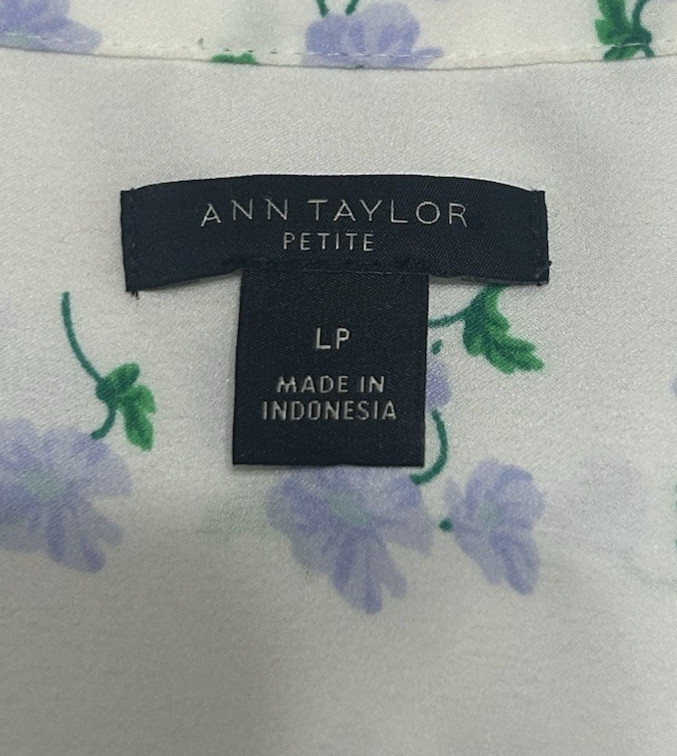 ANN TAYLOR
PETITE
LP
MADE IN
INDONESIA